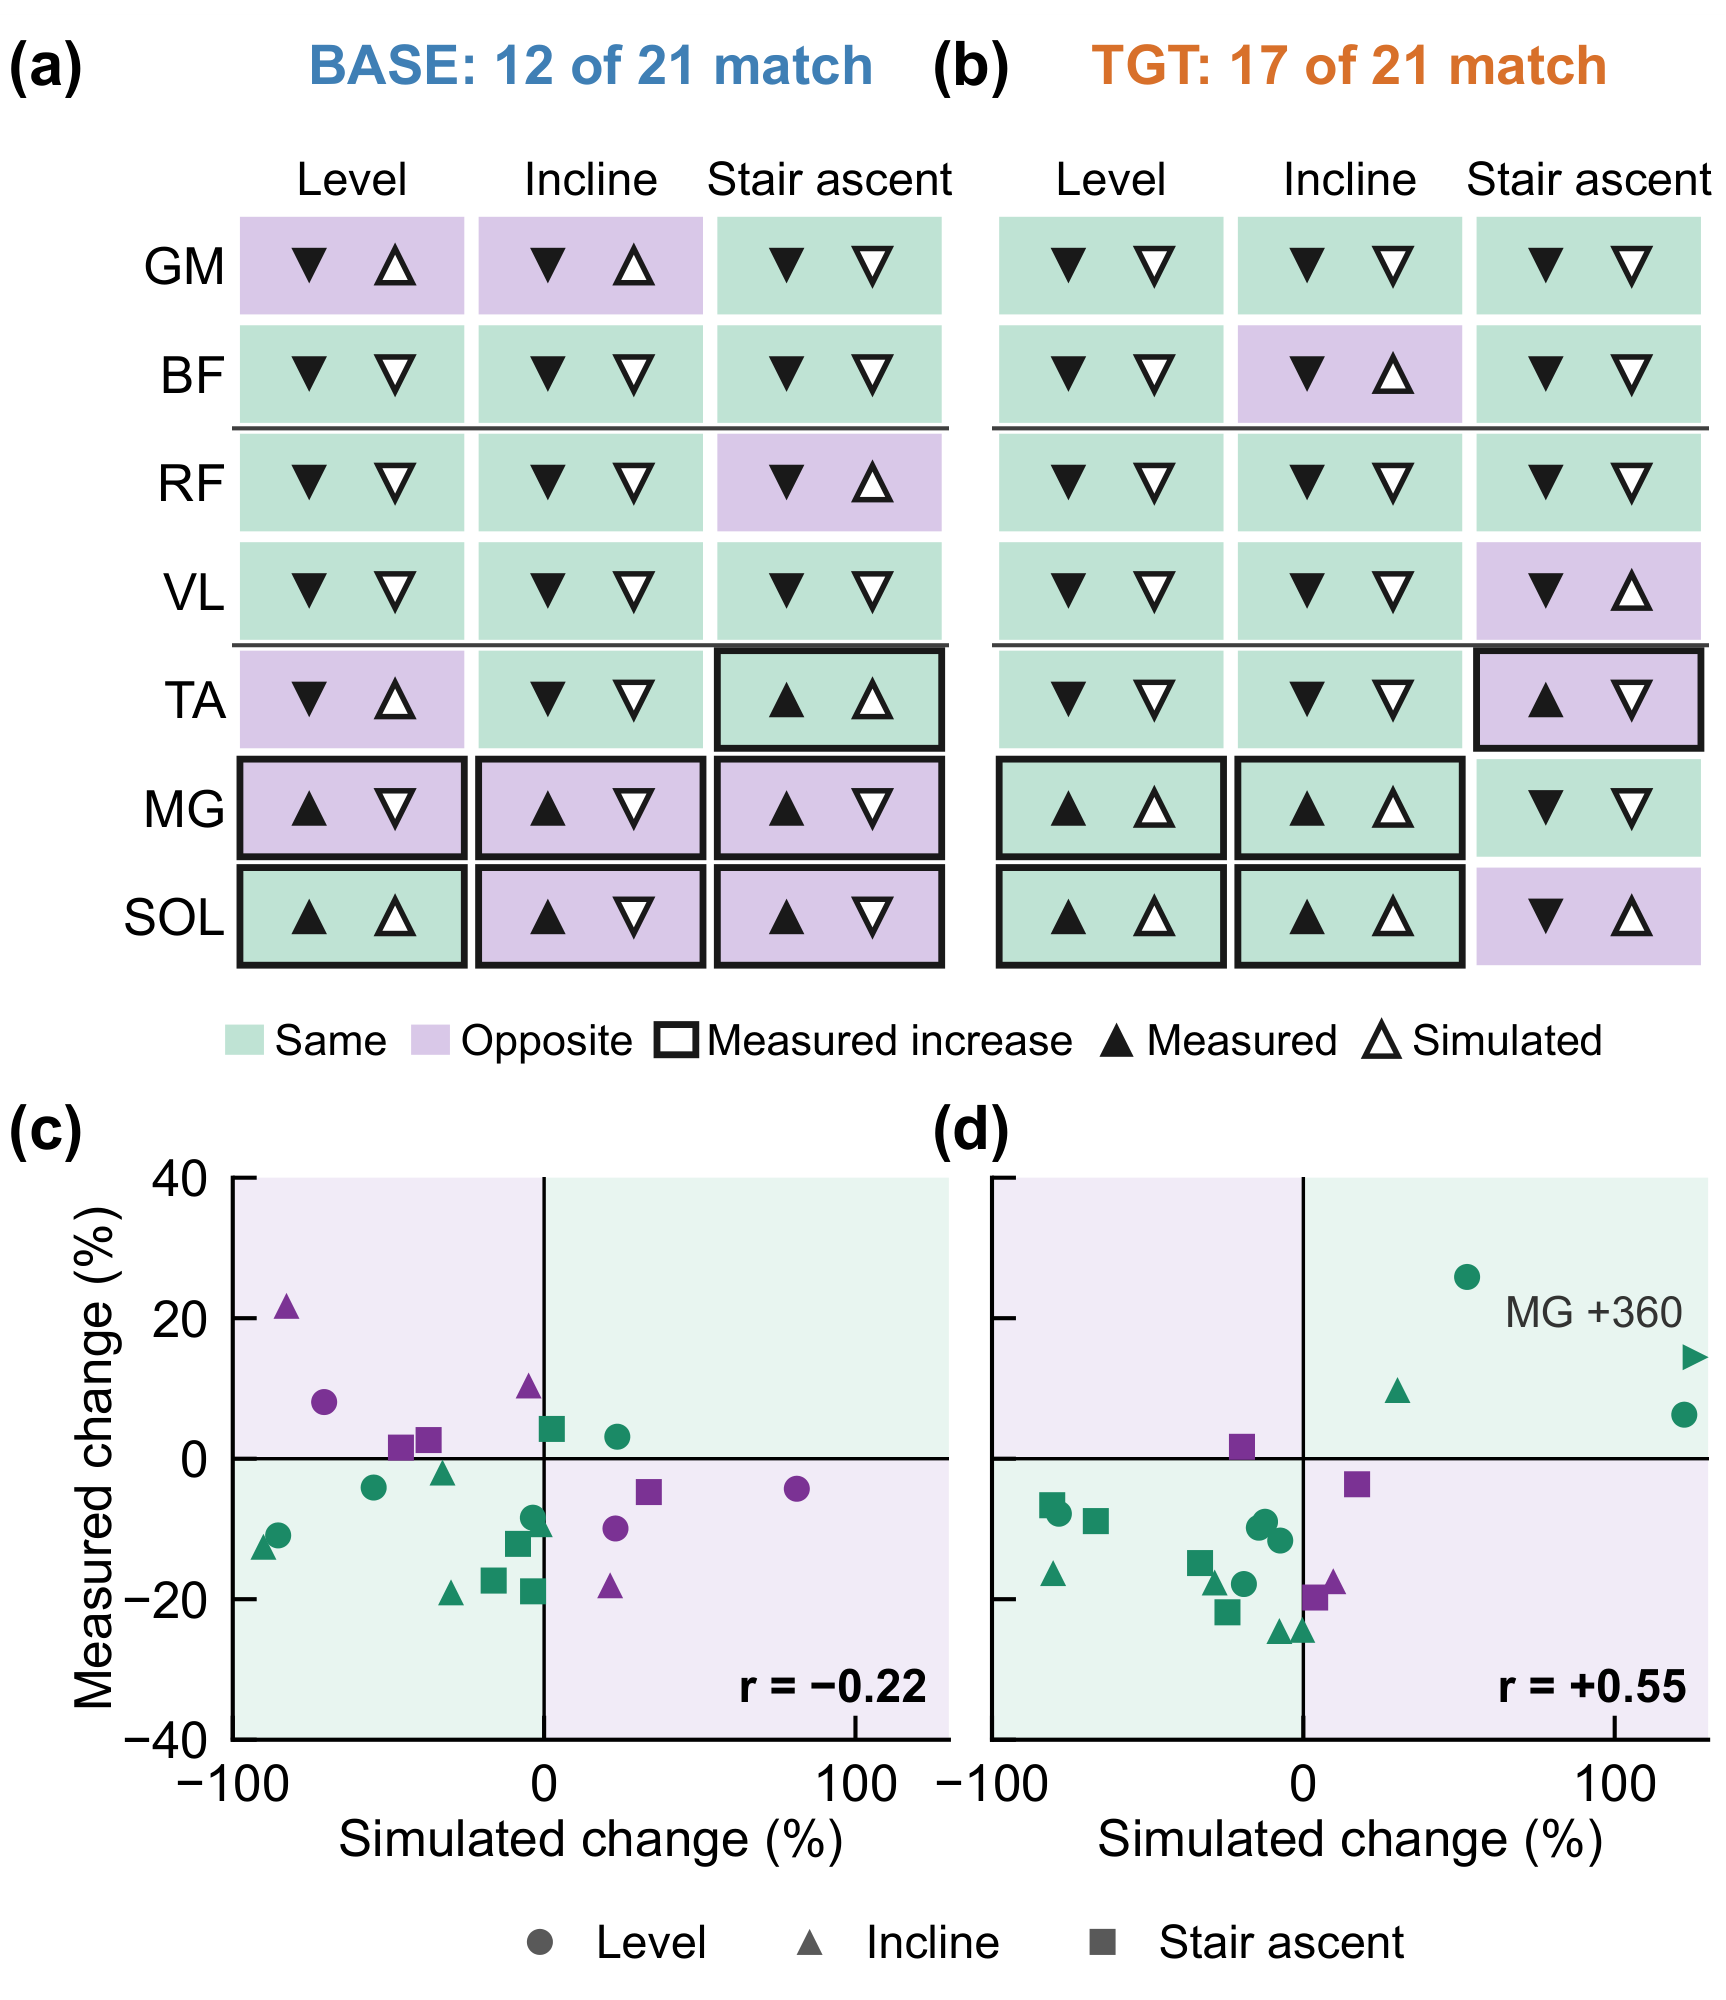 (a) BASE: 12 of 21 match (b) TGT: 17 of 21 match
Level Incline Stair ascent Level Incline Stair ascent
GM
BF
RF
VL
TA
MG
SOL
Same Opposite Measured increase Measured Simulated
(c) (d)
Measured change (%)
40
20
0
−20
−40
MG +360
r = −0.22 r = +0.55
−100 0 100 −100 0 100
Simulated change (%) Simulated change (%)
Level Incline Stair ascent